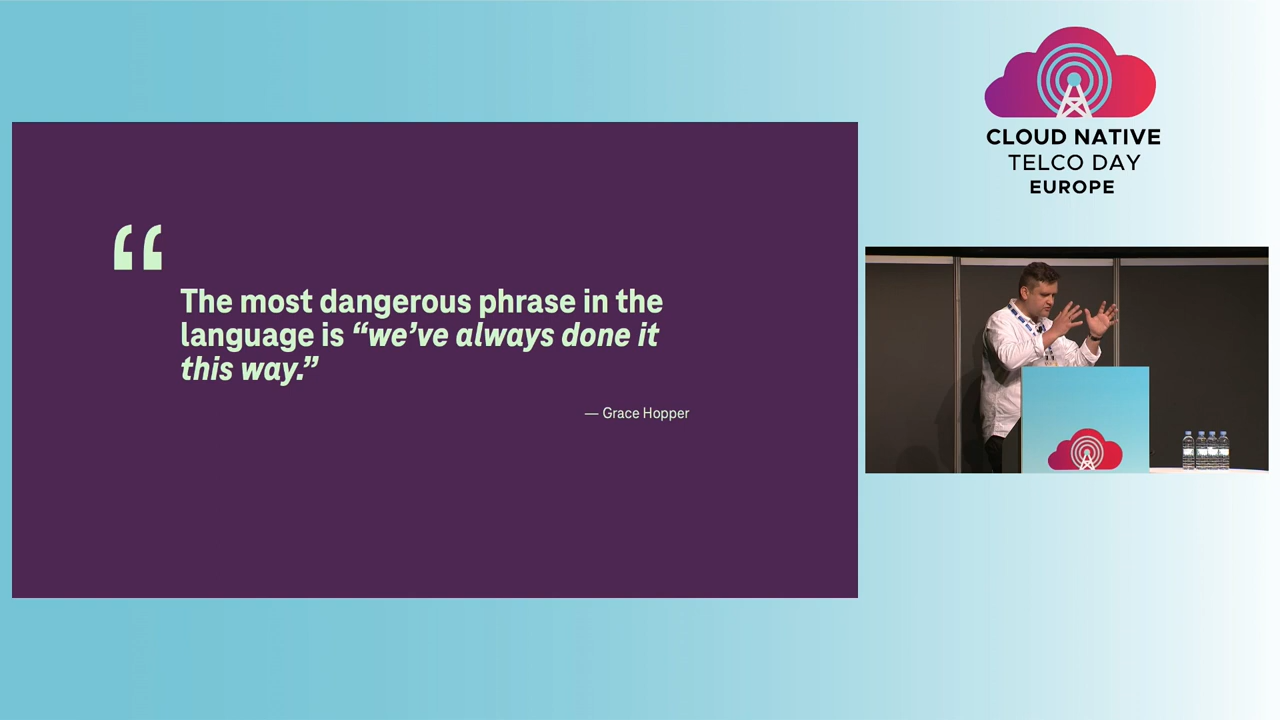 CLOUD NATIVE
TELCO DAY
EUROPE
“
The most dangerous phrase in the
language is “we’ve always done it
this way.”
— Grace Hopper